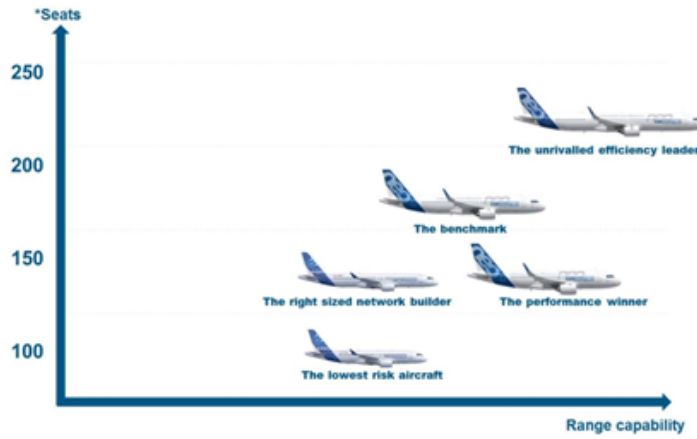 *Seats
250
The unrivalled efficiency leader
200
The benchmark
150
The right sized network builder
The performance winner
100
The lowest risk aircraft
Range capability